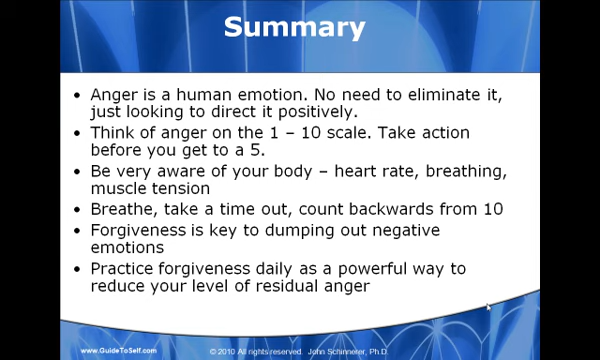 Summary
• Anger is a human emotion. No need to eliminate it,
just looking to direct it positively.
• Think of anger on the 1 – 10 scale. Take action
before you get to a 5.
• Be very aware of your body – heart rate, breathing,
muscle tension
• Breathe, take a time out, count backwards from 10
• Forgiveness is key to dumping out negative
emotions
• Practice forgiveness daily as a powerful way to
reduce your level of residual anger
www.GuideToSelf.com
© 2010 All rights reserved. John Schinnerer, Ph.D.